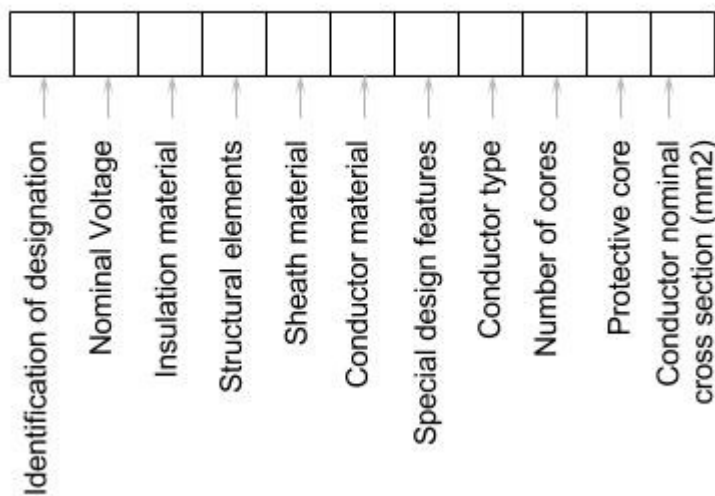 Identification of designation
Nominal Voltage
Insulation material
Structural elements
Sheath material
Conductor material
Special design features
Conductor type
Number of cores
Protective core
Conductor nominal
cross section (mm2)